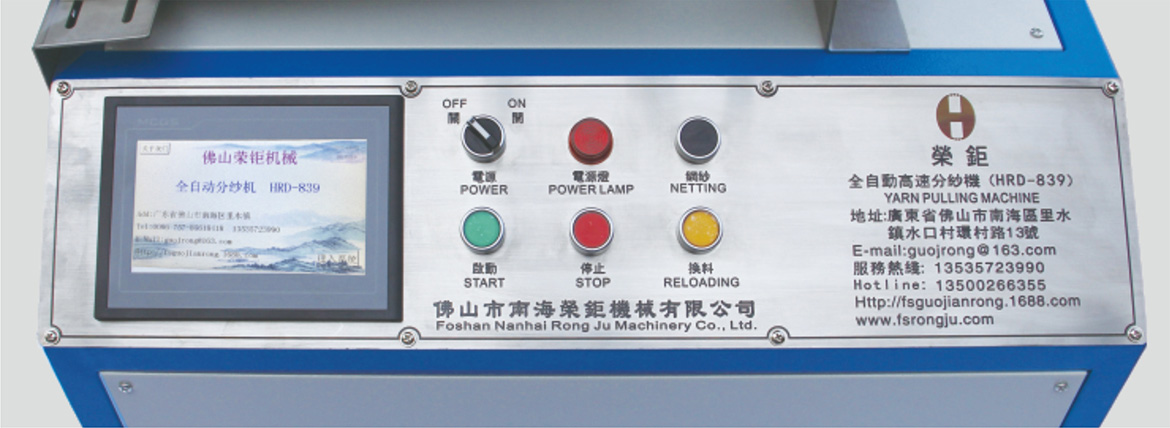 佛山荣钜机械
全自动分纱机 HRD-839
OFF
ON
關
開
電源
POWER
電源燈
POWER LAMP
網紗
NETTING
啟動
START
停止
STOP
換料
RELOADING
佛山市南海榮鉅機械有限公司
Foshan Nanhai Rong Ju Machinery Co., Ltd.
榮鉅
全自動高速分紗機(HRD-839)
YARN PULLING MACHINE
地址:廣東省佛山市南海區里水
鎮水口村環村路13號
E-mail:guojrong@163.com
服務熱綫: 13535723990
Hotline: 13500266355
Http://fsguojianrong.1688.com
www.fsrongju.com